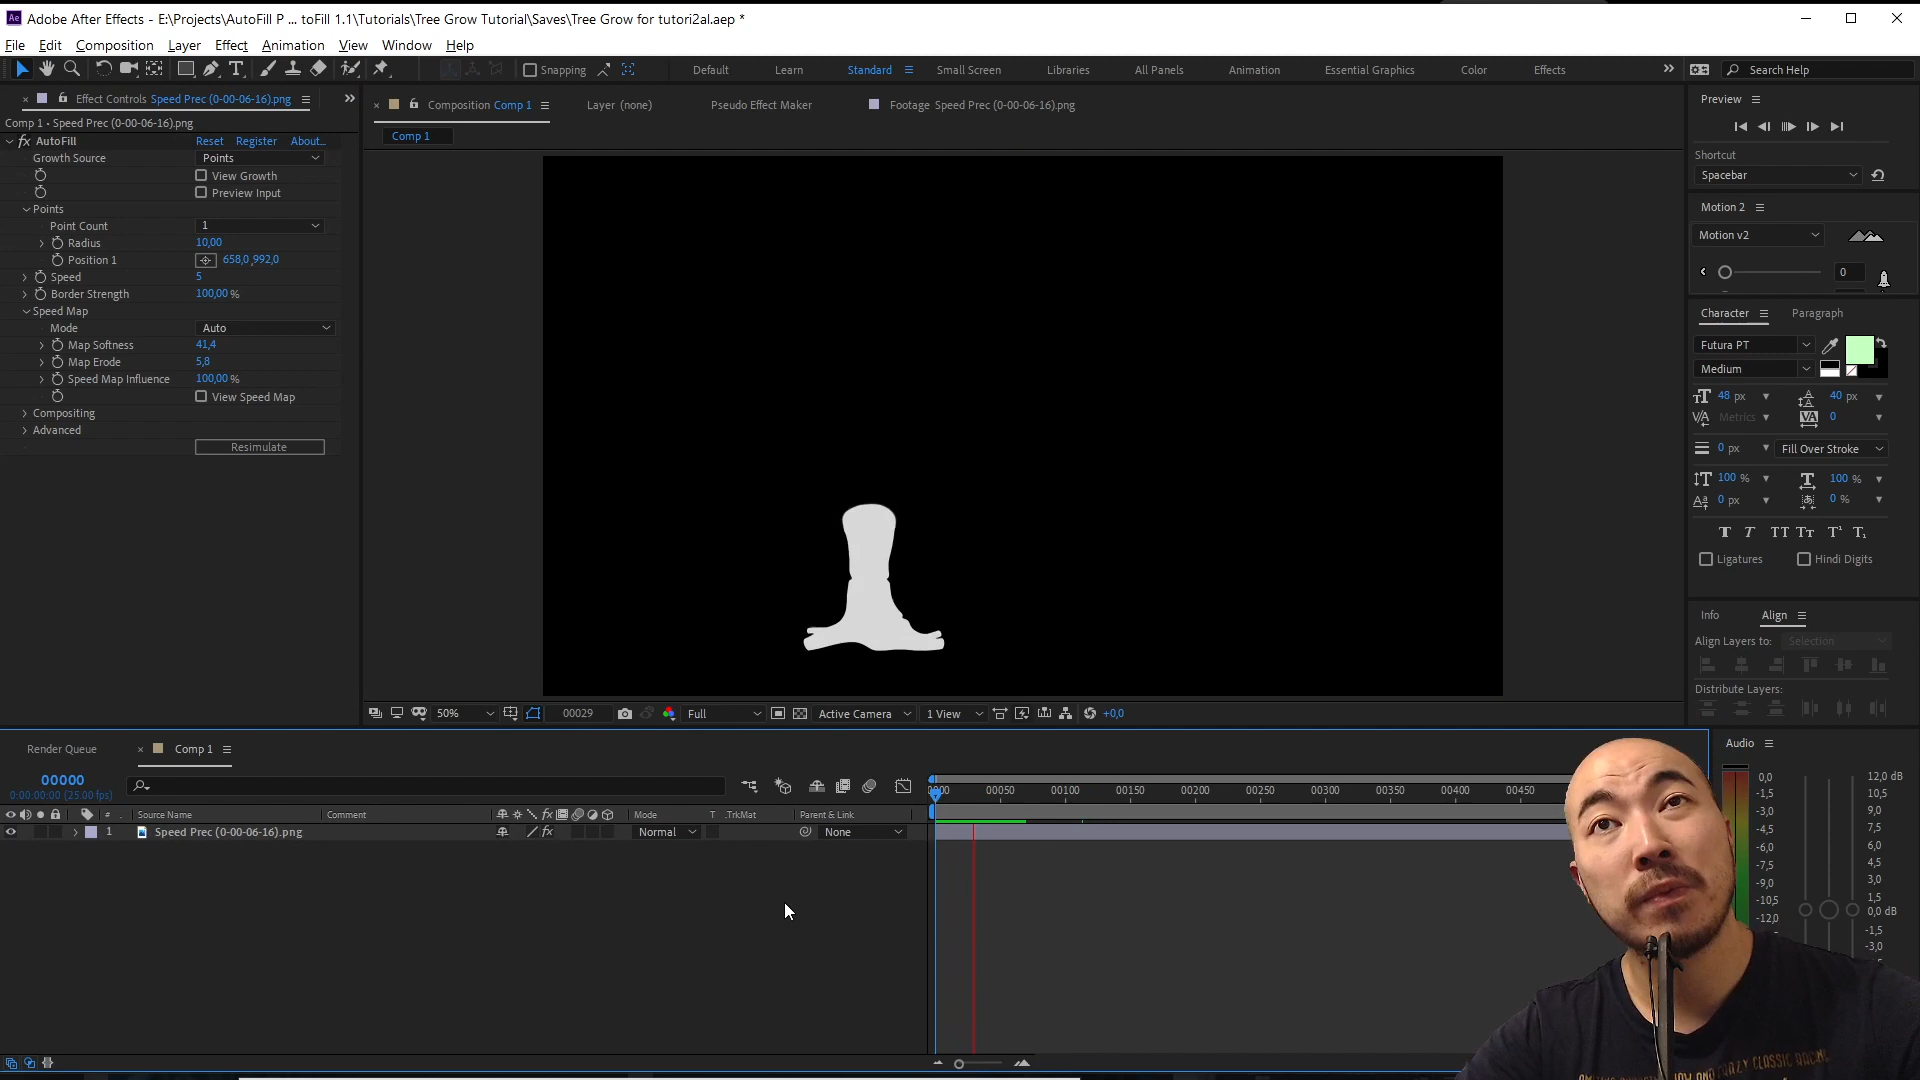 Adobe After Effects - E:\Projects\AutoFill P ... toFill 1.1\Tutorials\Tree Grow Tutorial\Saves\Tree Grow for tutori2al.aep *
File Edit Composition Layer Effect Animation View Window Help
Snapping Default Learn Standard Small Screen Libraries All Panels Animation Essential Graphics Color Effects Search Help
Effect Controls Speed Prec (0-00-06-16).png
Comp 1 • Speed Prec (0-00-06-16).png
fx AutoFill Reset Register About...
Growth Source Points
View Growth
Preview Input
Points
Point Count 1
Radius 10,00
Position 1 658,0 ,992,0
Speed 5
Border Strength 100,00 %
Speed Map
Mode Auto
Map Softness 41,4
Map Erode 5,8
Speed Map Influence 100,00 %
View Speed Map
Compositing
Advanced
Resimulate
Composition Comp 1 Layer (none) Pseudo Effect Maker Footage Speed Prec (0-00-06-16).png
Comp 1
50% 00029 Full Active Camera 1 View +0,0
Preview
Shortcut
Spacebar
Motion 2
Motion v2
0
Character Paragraph
Futura PT
Medium
48 px 40 px
Metrics 0
0 px Fill Over Stroke
100 % 100 %
0 px 0 %
Ligatures Hindi Digits
Info Align
Align Layers to: Selection
Distribute Layers:
Render Queue Comp 1
00000
0:00:00:00 (25.00 fps)
# Source Name Comment Mode T .TrkMat Parent & Link
1 Speed Prec (0-00-06-16).png Normal None
0000 00050 00100 00150 00200 00250 00300 00350 00400 00450
Audio
0,0
-1,5
-3,0
-4,5
-6,0
-7,5
-9,0
-10,5
-12,0
12,0 dB
10,5
9,0
7,5
6,0
4,5
3,0
1,5
0,0 dB
-1,5
-3,0